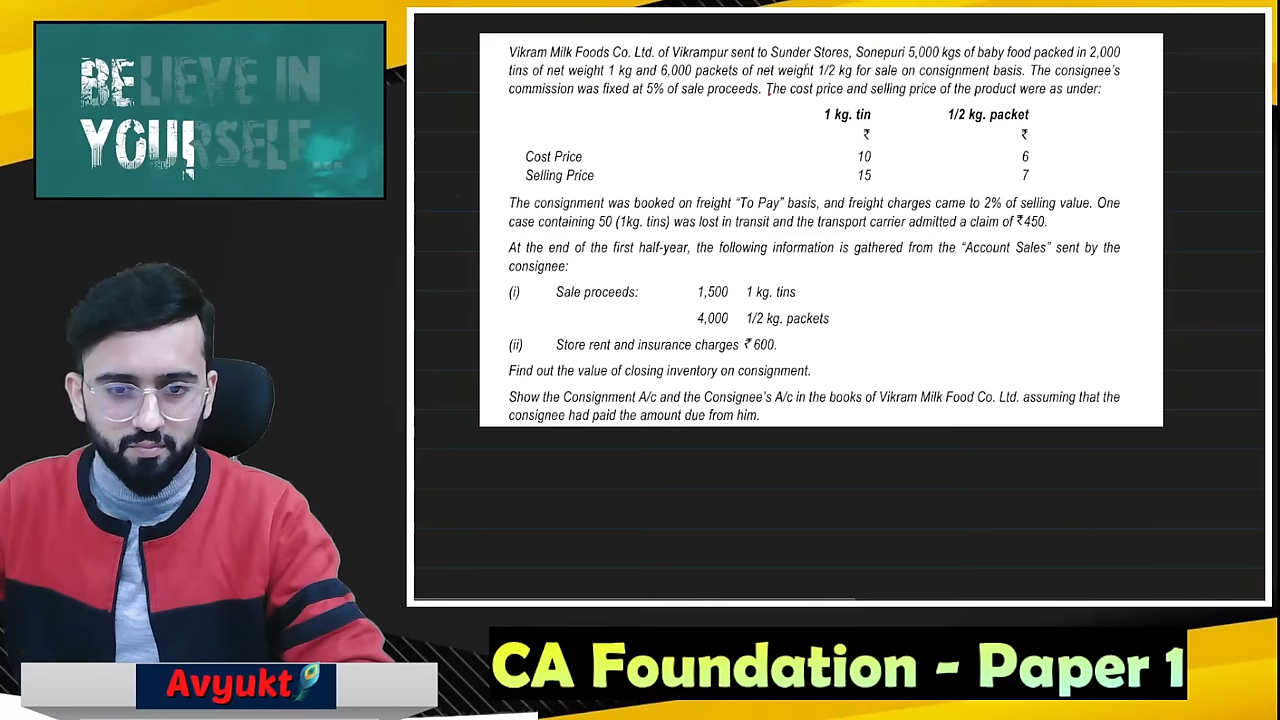 BELIEVE IN
YOURSELF...
Vikram Milk Foods Co. Ltd. of Vikrampur sent to Sunder Stores, Sonepuri 5,000 kgs of baby food packed in 2,000
tins of net weight 1 kg and 6,000 packets of net weight 1/2 kg for sale on consignment basis. The consignee's
commission was fixed at 5% of sale proceeds. The cost price and selling price of the product were as under:
1 kg. tin 1/2 kg. packet
₹ ₹
Cost Price 10 6
Selling Price 15 7
The consignment was booked on freight "To Pay" basis, and freight charges came to 2% of selling value. One
case containing 50 (1kg. tins) was lost in transit and the transport carrier admitted a claim of ₹450.
At the end of the first half-year, the following information is gathered from the "Account Sales" sent by the
consignee:
(i) Sale proceeds: 1,500 1 kg. tins
4,000 1/2 kg. packets
(ii) Store rent and insurance charges ₹600.
Find out the value of closing inventory on consignment.
Show the Consignment A/c and the Consignee's A/c in the books of Vikram Milk Food Co. Ltd. assuming that the
consignee had paid the amount due from him.
Avyukt
CA Foundation - Paper 1